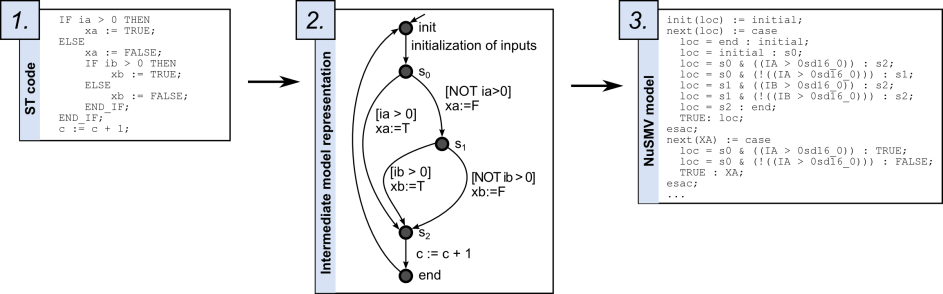 1.
ST code
IF ia > 0 THEN
xa := TRUE;
ELSE
xa := FALSE;
IF ib > 0 THEN
xb := TRUE;
ELSE
xb := FALSE;
END_IF;
END_IF;
c := c + 1;
2.
Intermediate model representation
init
initialization of inputs
s0
[NOT ia>0]
xa:=F
[ia > 0]
xa:=T
s1
[ib > 0]
xb:=T
[NOT ib > 0]
xb:=F
s2
c := c + 1
end
3.
NuSMV model
init(loc) := initial;
next(loc) := case
loc = end : initial;
loc = initial : s0;
loc = s0 & ((IA > 0sd16_0)) : s2;
loc = s0 & (!((IA > 0sd16_0))) : s1;
loc = s1 & ((IB > 0sd16_0)) : s2;
loc = s1 & (!((IB > 0sd16_0))) : s2;
loc = s2 : end;
TRUE: loc;
esac;
next(XA) := case
loc = s0 & ((IA > 0sd16_0)) : TRUE;
loc = s0 & (!((IA > 0sd16_0))) : FALSE;
TRUE : XA;
esac;
...